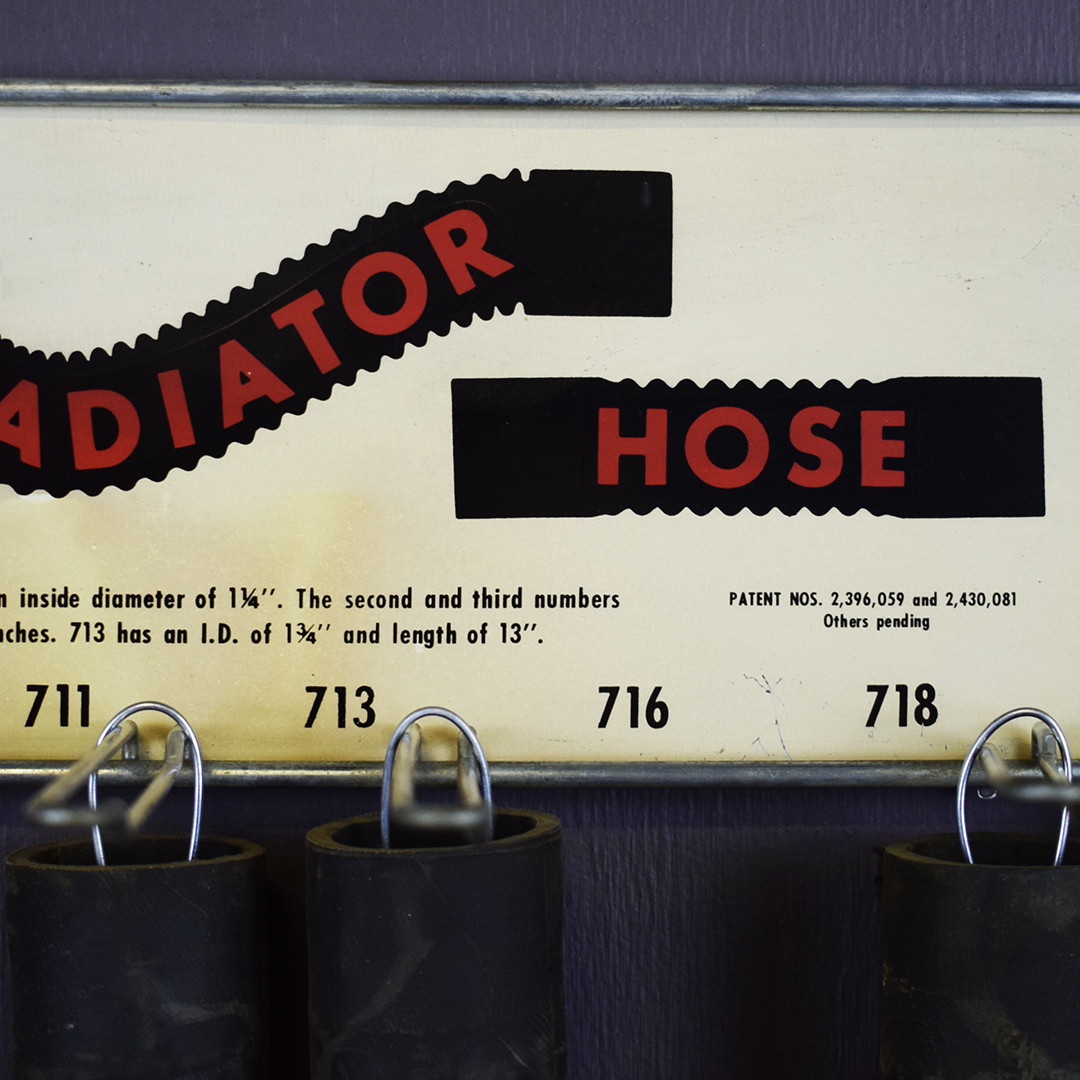 ADIATOR
HOSE
inside diameter of 1¼″. The second and third numbers
713 has an I.D. of 1¾″ and length of 13″.
PATENT NOS. 2,396,059 and 2,430,081
Others pending
711 713 716 718